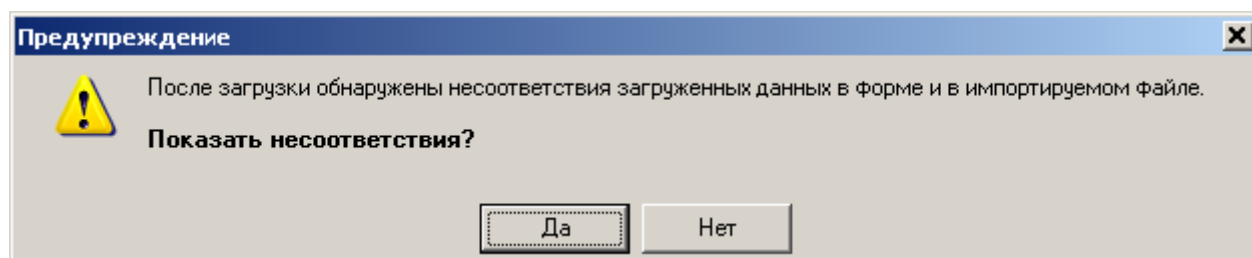 Предупреждение
После загрузки обнаружены несоответствия загруженных данных в форме и в импортируемом файле.
Показать несоответствия?
Да Нет